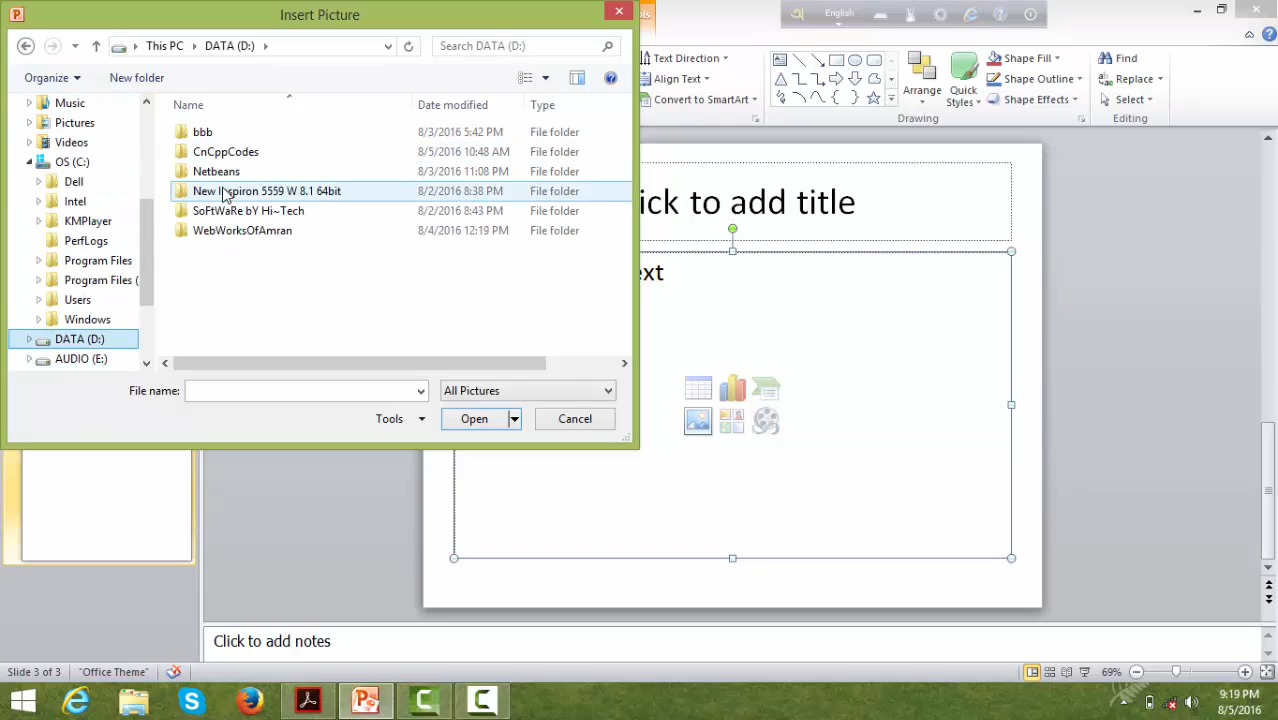 Insert Picture
English
This PC
DATA (D:)
Search DATA (D:)
Organize
New folder
Music
Pictures
Videos
OS (C:)
Dell
Intel
KMPlayer
PerfLogs
Program Files
Program Files (
Users
Windows
DATA (D:)
AUDIO (E:)
Name Date modified Type
bbb 8/3/2016 5:42 PM File folder
CnCppCodes 8/5/2016 10:48 AM File folder
Netbeans 8/3/2016 11:08 PM File folder
New Inspiron 5559 W 8.1 64bit 8/2/2016 8:38 PM File folder
SoFtWaRe bY Hi~Tech 8/2/2016 8:43 PM File folder
WebWorksOfAmran 8/4/2016 12:19 PM File folder
File name:
All Pictures
Tools
Open
Cancel
Text Direction
Align Text
Convert to SmartArt
Arrange
Quick
Styles
Shape Fill
Shape Outline
Shape Effects
Drawing
Find
Replace
Select
Editing
ick to add title
ext
Click to add notes
Slide 3 of 3
"Office Theme"
69%
9:19 PM
8/5/2016